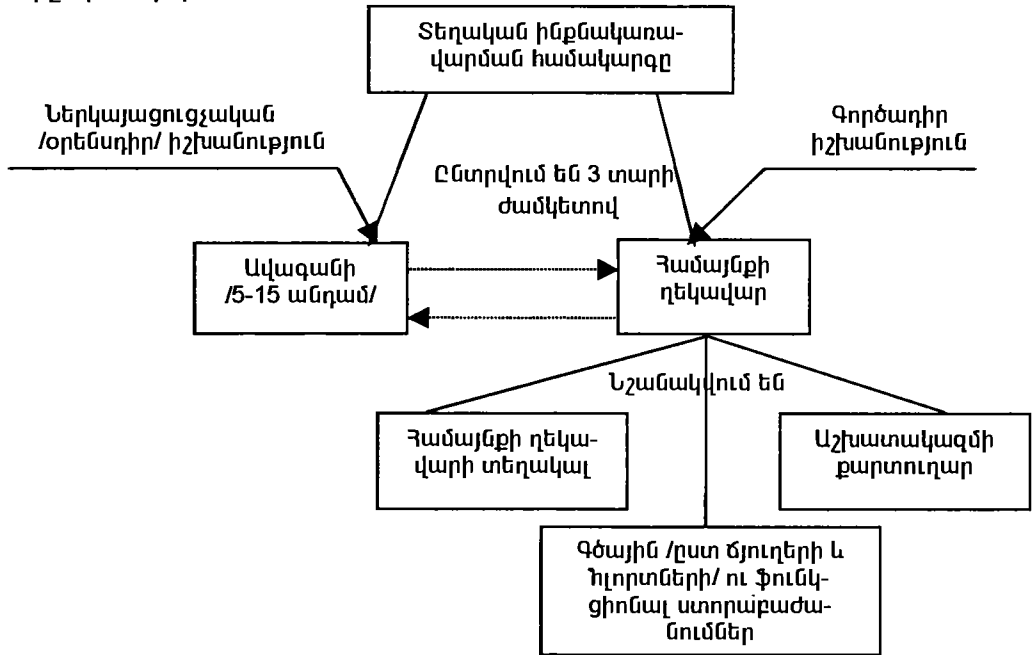 Տեղական ինքնակառա-
վարման համակարգը
Ներկայացուցչական
/օրենսդիր/ իշխանություն
Գործադիր
իշխանություն
Ընտրվում են 3 տարի
ժամկետով
Ավագանի
/5-15 անդամ/
Համայնքի
ղեկավար
Նշանակվում են
Համայնքի ղեկա-
վարի տեղակալ
Աշխատակազմի
քարտուղար
Գծային /ըստ ճյուղերի և
ոլորտների/ ու ֆունկ-
ցիոնալ ստորաբաժա-
նումներ